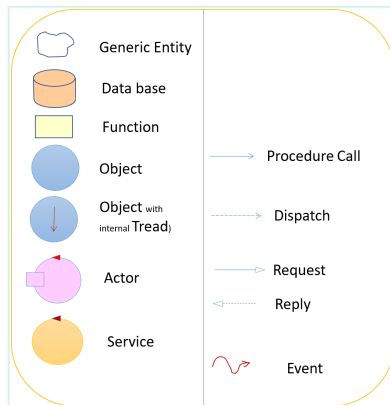 Generic Entity
Data base
Function
Object
Object with
internal Tread)
Actor
Service
Procedure Call
Dispatch
Request
Reply
Event